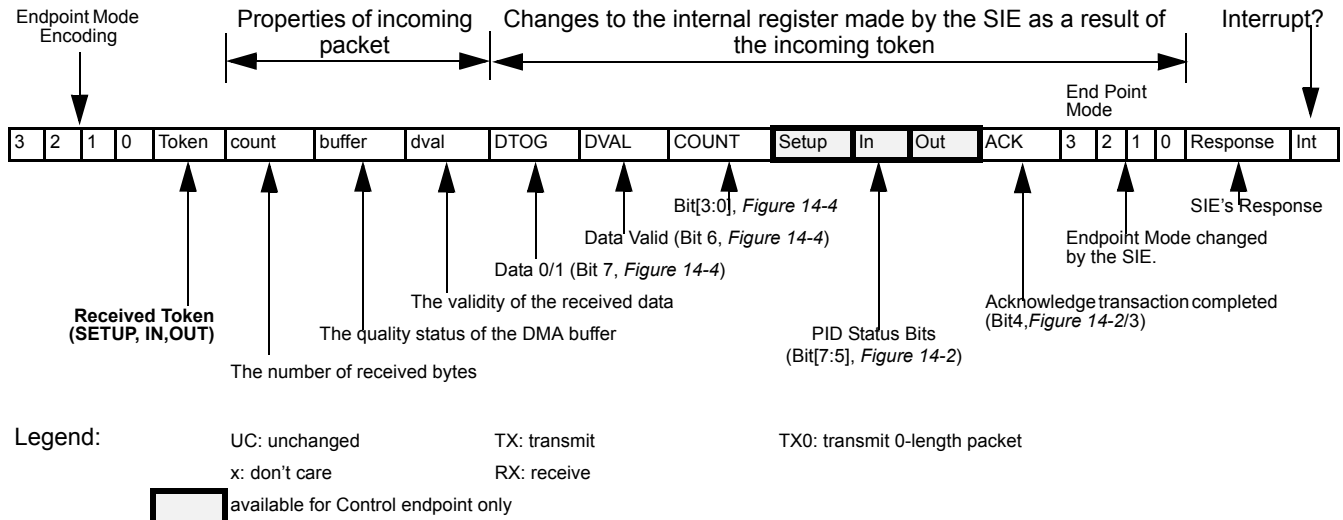 Endpoint Mode
Encoding
Properties of incoming
packet
Changes to the internal register made by the SIE as a result of
the incoming token
Interrupt?
End Point
Mode
3 2 1 0 Token count buffer dval DTOG DVAL COUNT Setup In Out ACK 3 2 1 0 Response Int
Bit[3:0], Figure 14-4
SIE's Response
Data Valid (Bit 6, Figure 14-4)
Endpoint Mode changed
by the SIE.
Data 0/1 (Bit 7, Figure 14-4)
The validity of the received data
Acknowledge transaction completed
(Bit4,Figure 14-2/3)
Received Token
(SETUP, IN,OUT)
The quality status of the DMA buffer
PID Status Bits
(Bit[7:5], Figure 14-2)
The number of received bytes
Legend:
UC: unchanged
TX: transmit
TX0: transmit 0-length packet
x: don't care
RX: receive
available for Control endpoint only